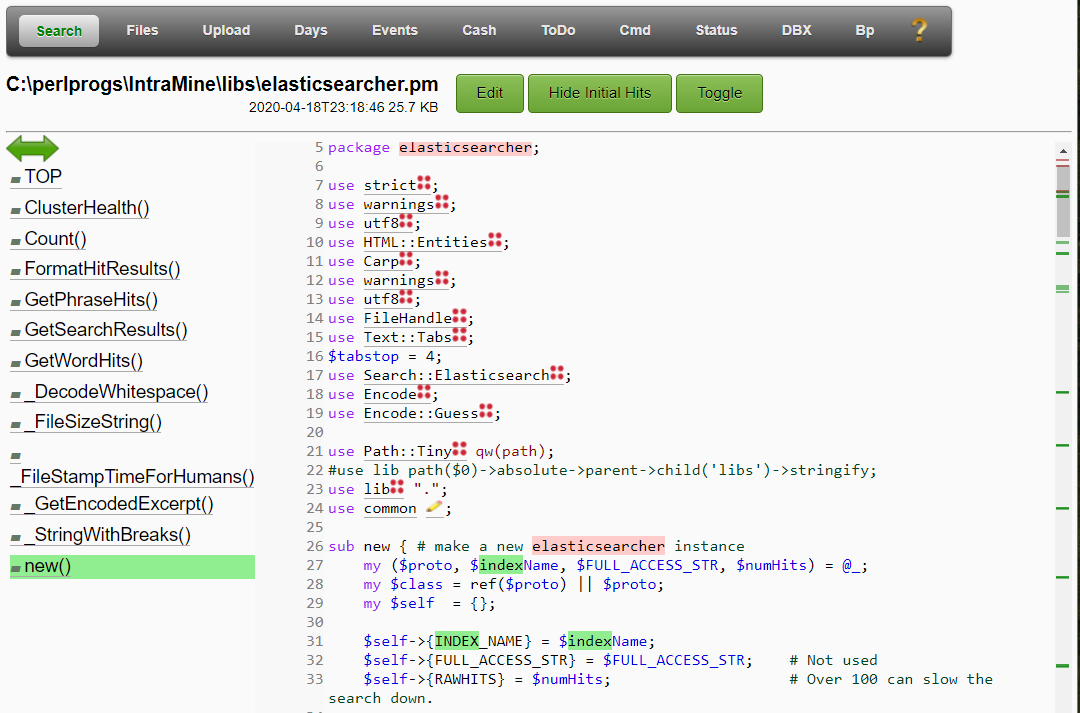 Search Files Upload Days Events Cash ToDo Cmd Status DBX Bp ?
C:\perlprogs\IntraMine\libs\elasticsearcher.pm
2020-04-18T23:18:46 25.7 KB
Edit Hide Initial Hits Toggle
TOP
ClusterHealth()
Count()
FormatHitResults()
GetPhraseHits()
GetSearchResults()
GetWordHits()
_DecodeWhitespace()
_FileSizeString()
_FileStampTimeForHumans()
_GetEncodedExcerpt()
_StringWithBreaks()
new()
5 package elasticsearcher;
6
7 use strict;
8 use warnings;
9 use utf8;
10 use HTML::Entities;
11 use Carp;
12 use warnings;
13 use utf8;
14 use FileHandle;
15 use Text::Tabs;
16 $tabstop = 4;
17 use Search::Elasticsearch;
18 use Encode;
19 use Encode::Guess;
20
21 use Path::Tiny qw(path);
22 #use lib path($0)->absolute->parent->child('libs')->stringify;
23 use lib ".";
24 use common ;
25
26 sub new { # make a new elasticsearcher instance
27 my ($proto, $indexName, $FULL_ACCESS_STR, $numHits) = @_;
28 my $class = ref($proto) || $proto;
29 my $self = {};
30
31 $self->{INDEX_NAME} = $indexName;
32 $self->{FULL_ACCESS_STR} = $FULL_ACCESS_STR; # Not used
33 $self->{RAWHITS} = $numHits; # Over 100 can slow the
search down.